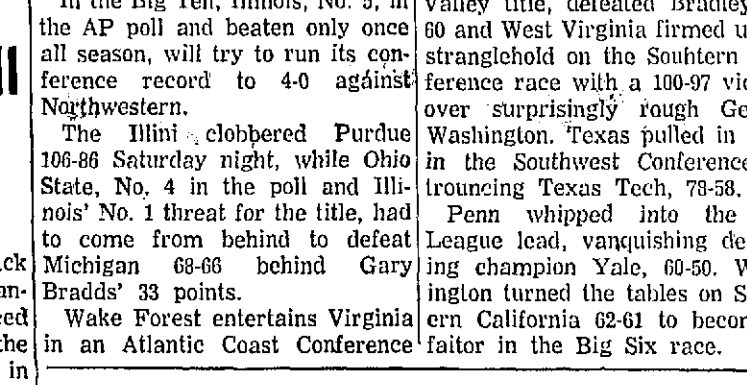 In the Big Ten, Illinois, No. 3, in
the AP poll and beaten only once
all season, will try to run its con-
ference record to 4-0 against
Northwestern.
The Illini clobbered Purdue
106-86 Saturday night, while Ohio
State, No. 4 in the poll and Illi-
nois' No. 1 threat for the title, had
to come from behind to defeat
Michigan 68-66 behind Gary
Bradds' 33 points.
Wake Forest entertains Virginia
in an Atlantic Coast Conference
Valley title, defeated Bradley
60 and West Virginia firmed u
stranglehold on the Souhtern
ference race with a 100-97 vic
over surprisingly rough Ge
Washington. Texas pulled in
in the Southwest Conference
trouncing Texas Tech, 73-58.
Penn whipped into the
League lead, vanquishing de
ing champion Yale, 60-50. W
ington turned the tables on S
ern California 62-61 to becom
faitor in the Big Six race.
ck
an-
ced
the
in